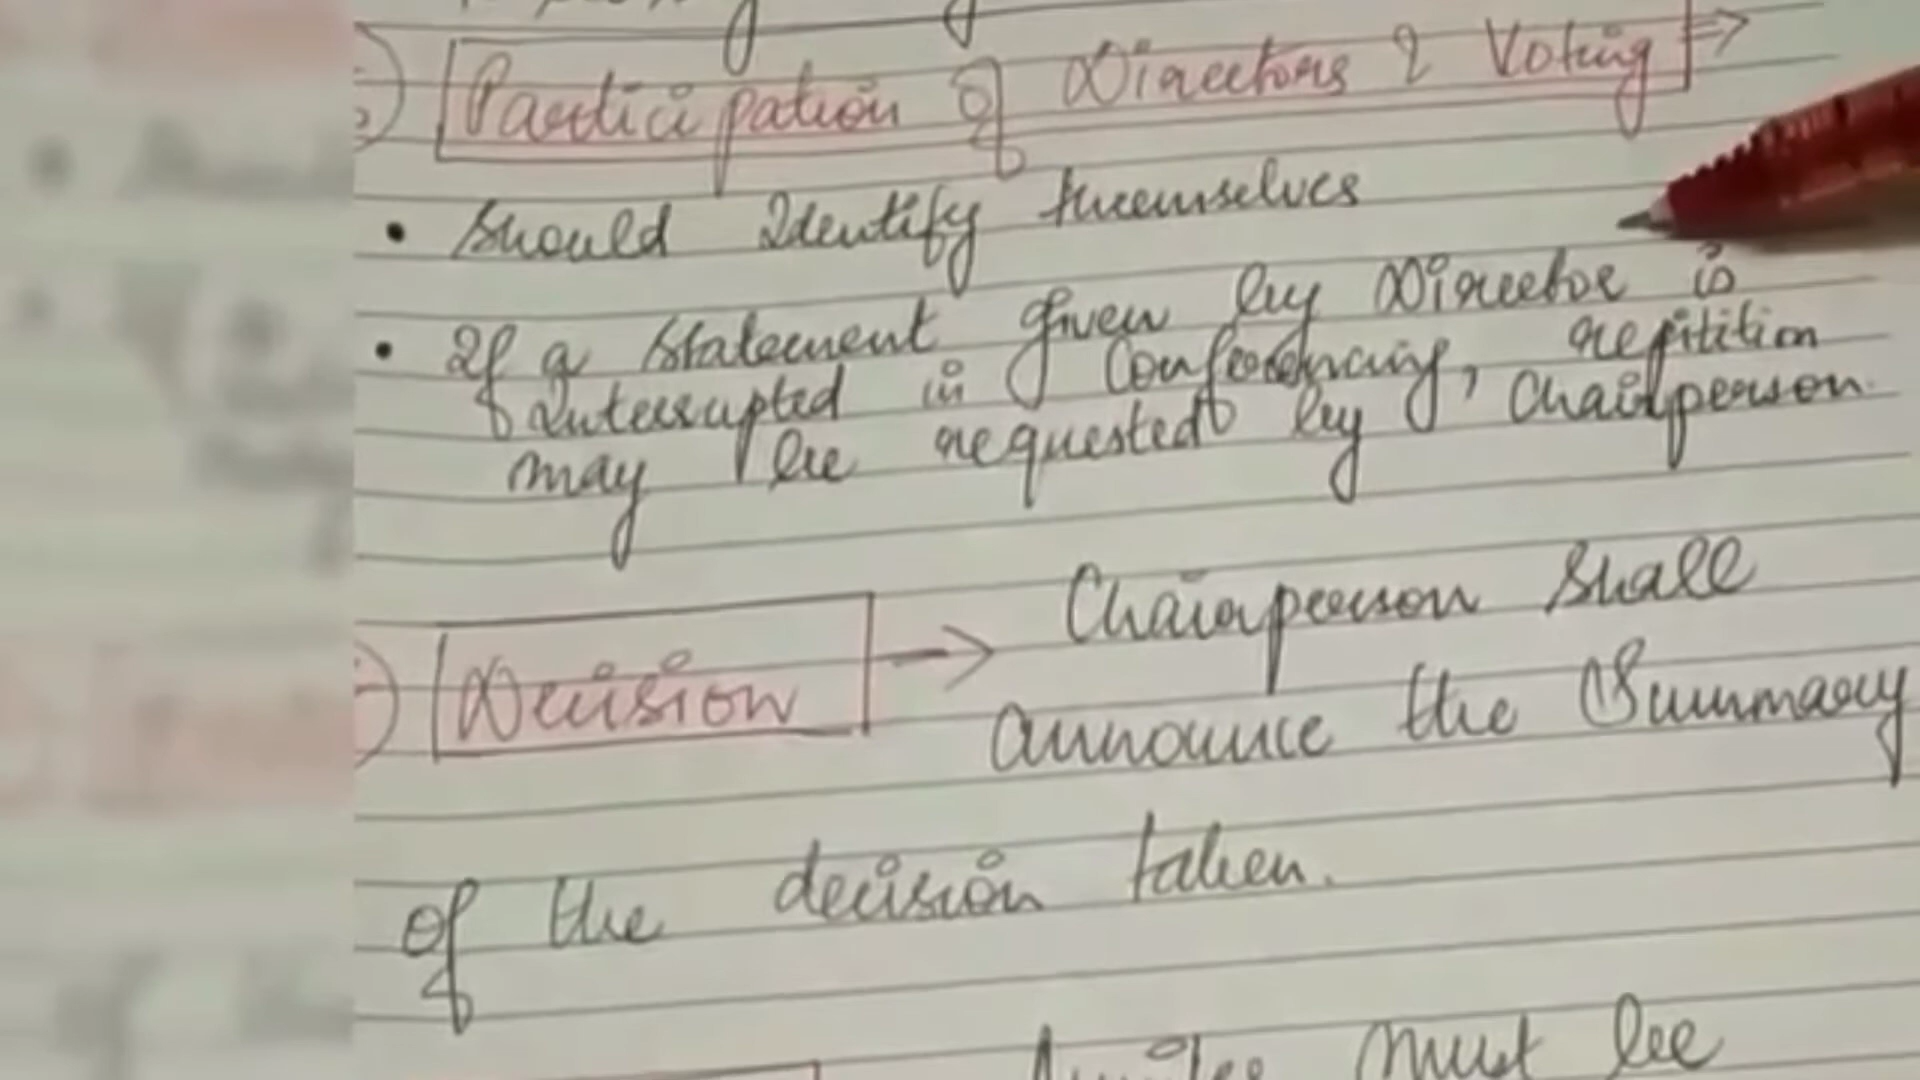 Participation of Directors & Voting ⇒
• Should Identify themselves
• If a statement given by Director is
Interrupted in Conferencing, repitition
may be requested by Chairperson.
Decision → Chairperson shall
announce the Summary
of the decision taken.
must be